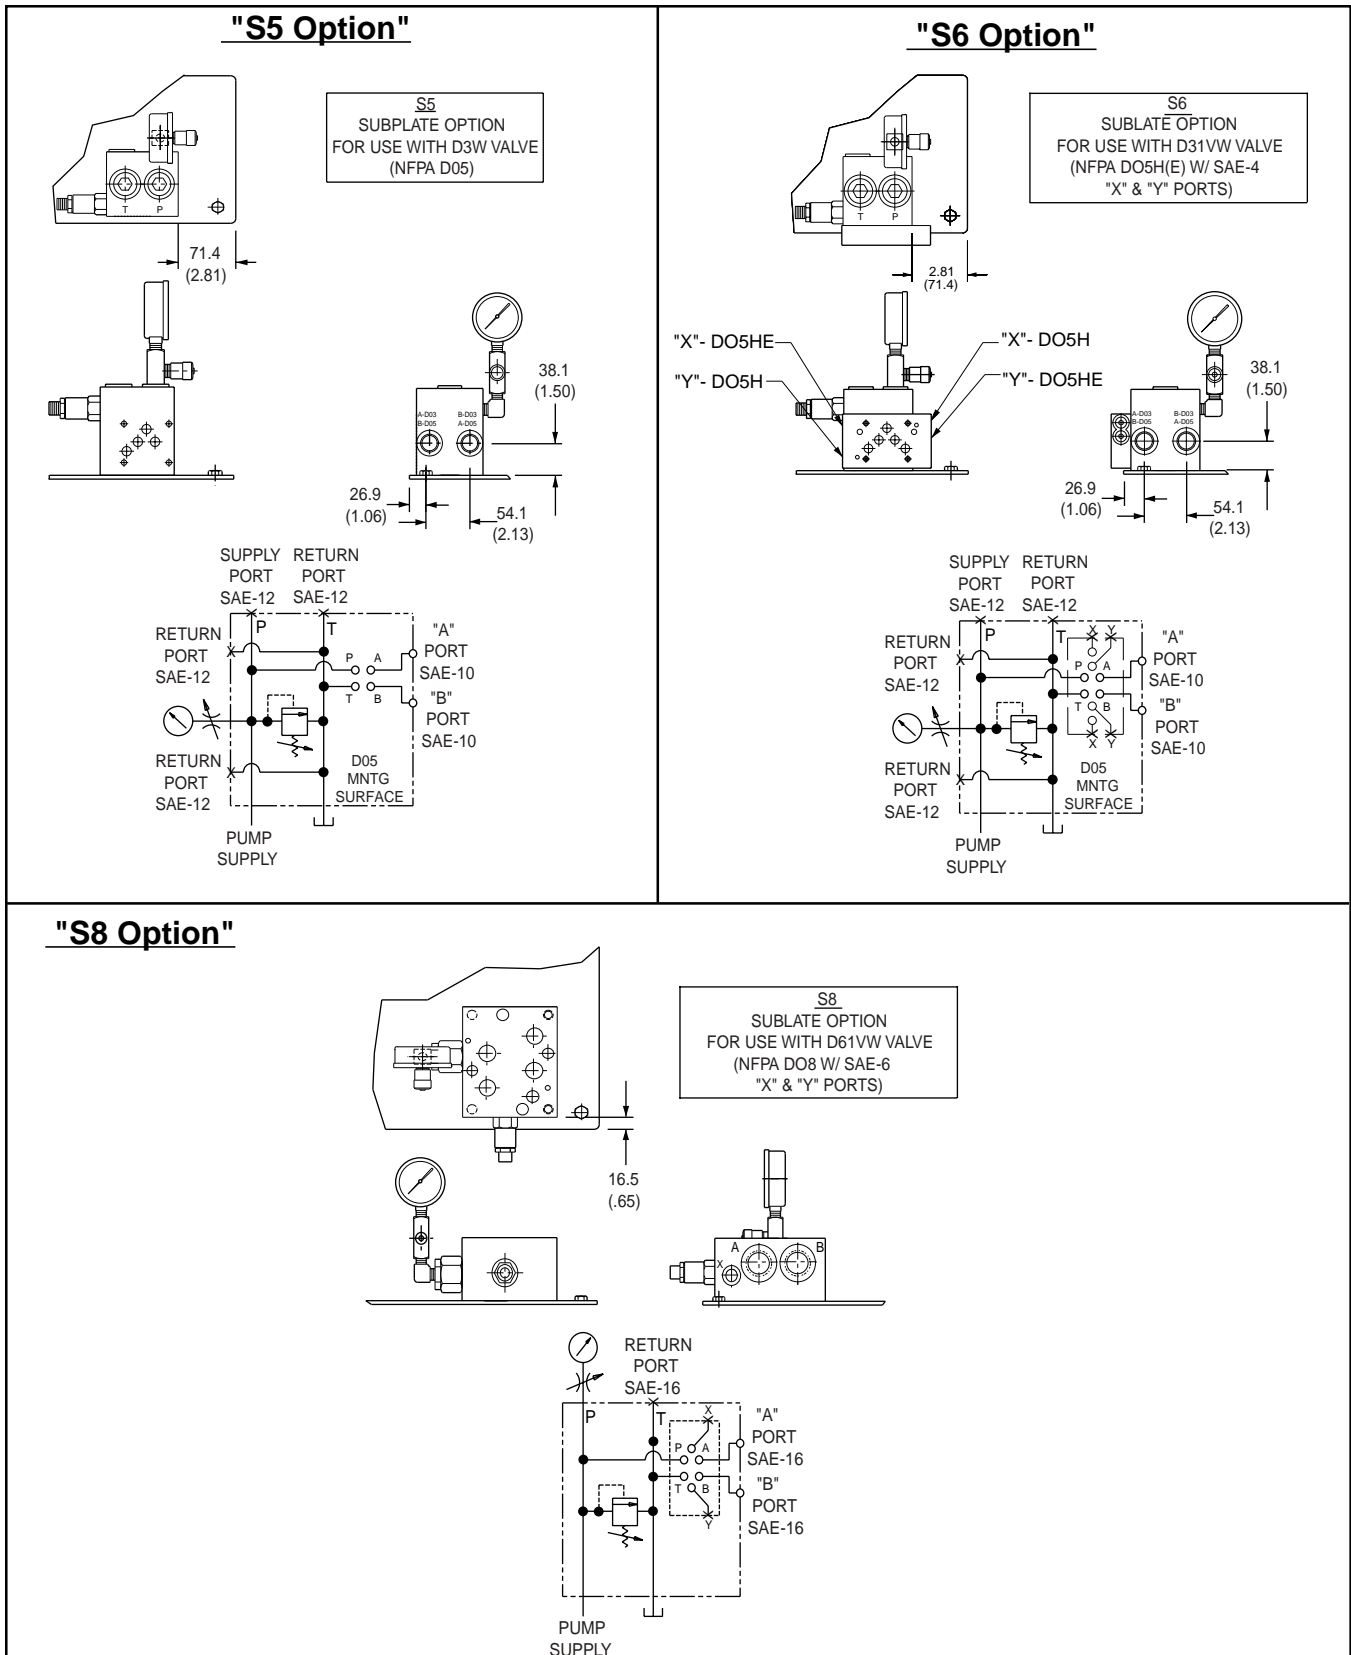 "S5 Option"
S5
SUBPLATE OPTION
FOR USE WITH D3W VALVE
(NFPA D05)
T P
71.4
(2.81)
A-D03 B-D03
B-D05 A-D05
38.1
(1.50)
26.9
(1.06)
54.1
(2.13)
SUPPLY RETURN
PORT PORT
SAE-12 SAE-12
P T
RETURN
PORT
SAE-12
P A
T B
"A"
PORT
SAE-10
"B"
PORT
SAE-10
RETURN
PORT
SAE-12
D05
MNTG
SURFACE
PUMP
SUPPLY
"S6 Option"
S6
SUBLATE OPTION
FOR USE WITH D31VW VALVE
(NFPA DO5H(E) W/ SAE-4
"X" & "Y" PORTS)
T P
2.81
(71.4)
"X"- DO5HE
"Y"- DO5H
"X"- DO5H
"Y"- DO5HE
A-D03 B-D03
B-D05 A-D05
38.1
(1.50)
26.9
(1.06)
54.1
(2.13)
SUPPLY RETURN
PORT PORT
SAE-12 SAE-12
P T
X Y
RETURN
PORT
SAE-12
P A
T B
X Y
"A"
PORT
SAE-10
"B"
PORT
SAE-10
RETURN
PORT
SAE-12
D05
MNTG
SURFACE
PUMP
SUPPLY
"S8 Option"
S8
SUBLATE OPTION
FOR USE WITH D61VW VALVE
(NFPA DO8 W/ SAE-6
"X" & "Y" PORTS)
16.5
(.65)
A B
X
RETURN
PORT
SAE-16
P T
X
P A
T B
Y
"A"
PORT
SAE-16
"B"
PORT
SAE-16
PUMP
SUPPLY